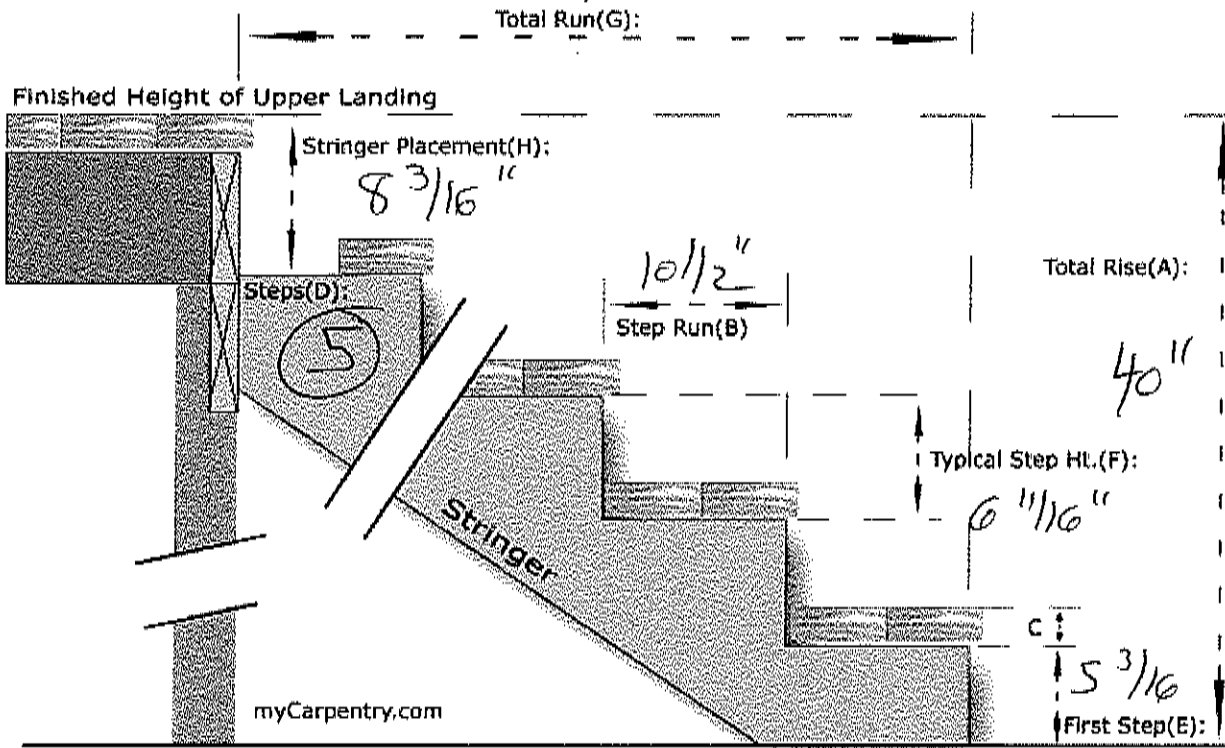 Total Run(G):
Finished Height of Upper Landing
Stringer Placement(H):
8 3/16 "
10 1/2"
Total Rise(A):
Steps(D):
5
Step Run(B)
40"
Typical Step Ht.(F):
6 11/16"
Stringer
C
5 3/16
myCarpentry.com
First Step(E):